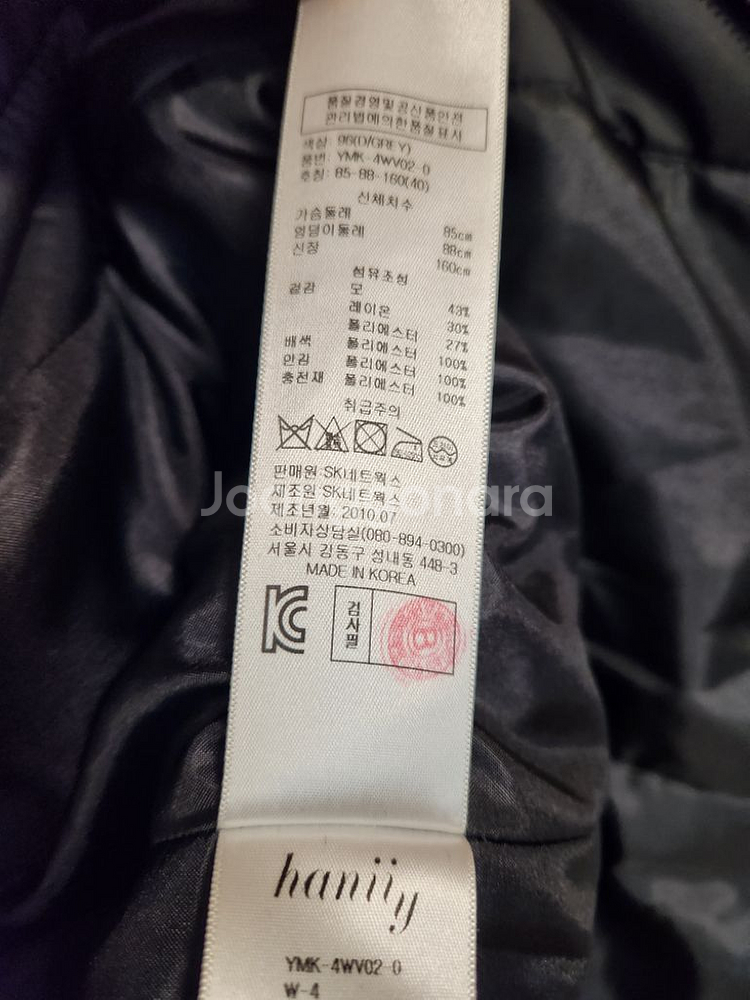 품질경영및공산품안전
관리법에의한품질표시
색상: 96(D/GREY)
품번: YMK-4WV02-0
호칭: 85-88-160(40)
신체치수
가슴둘레 85cm
엉덩이둘레 88cm
신장 160cm
섬유조성
겉감 모 43%
레이온 30%
폴리에스터 27%
배색 폴리에스터 100%
안감 폴리에스터 100%
충전재 폴리에스터 100%
취급주의
판매원:SK네트웍스
제조원:SK네트웍스
제조년월: 2010.07
소비자상담실(080-894-0300)
서울시 강동구 성내동 448-3
MADE IN KOREA
검사필
haniiy
YMK-4WV02-0
W-4